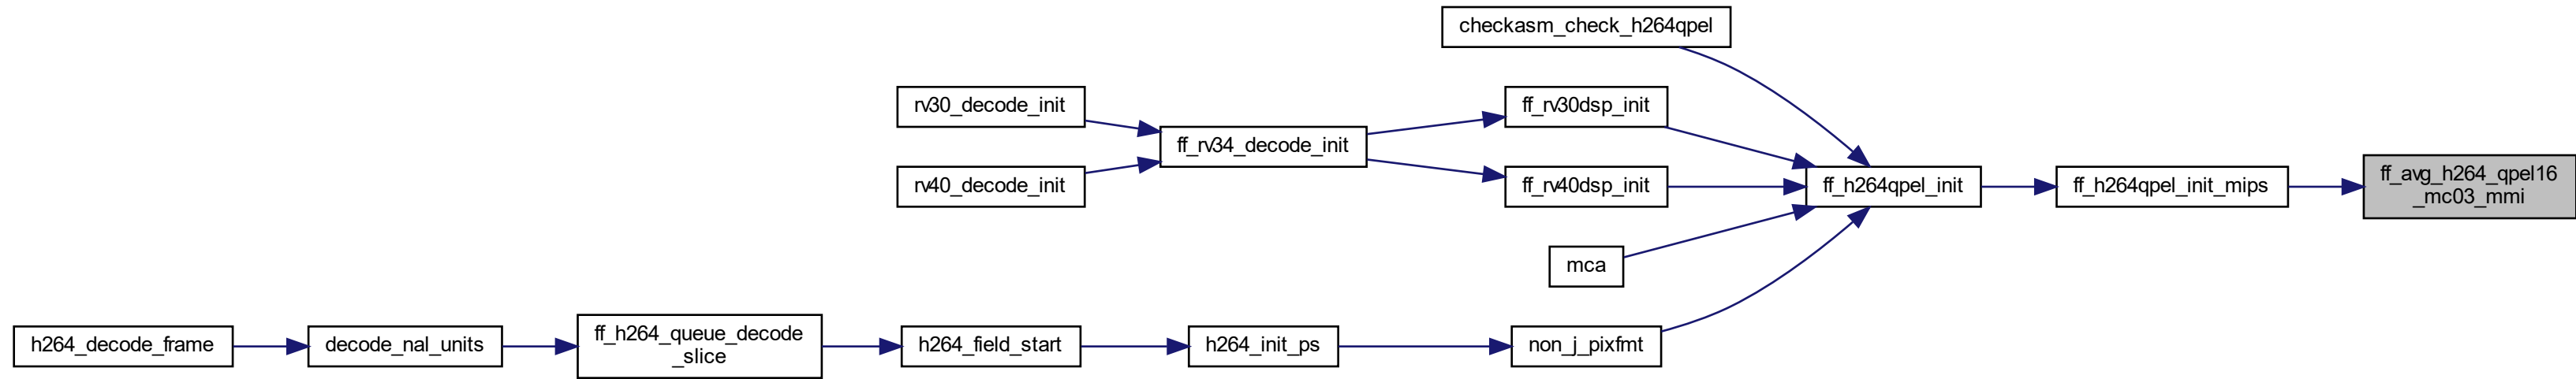 checkasm_check_h264qpel
rv30_decode_init
ff_rv30dsp_init
ff_rv34_decode_init
rv40_decode_init
ff_rv40dsp_init
ff_h264qpel_init
ff_h264qpel_init_mips
ff_avg_h264_qpel16
_mc03_mmi
mca
h264_decode_frame
decode_nal_units
ff_h264_queue_decode
_slice
h264_field_start
h264_init_ps
non_j_pixfmt